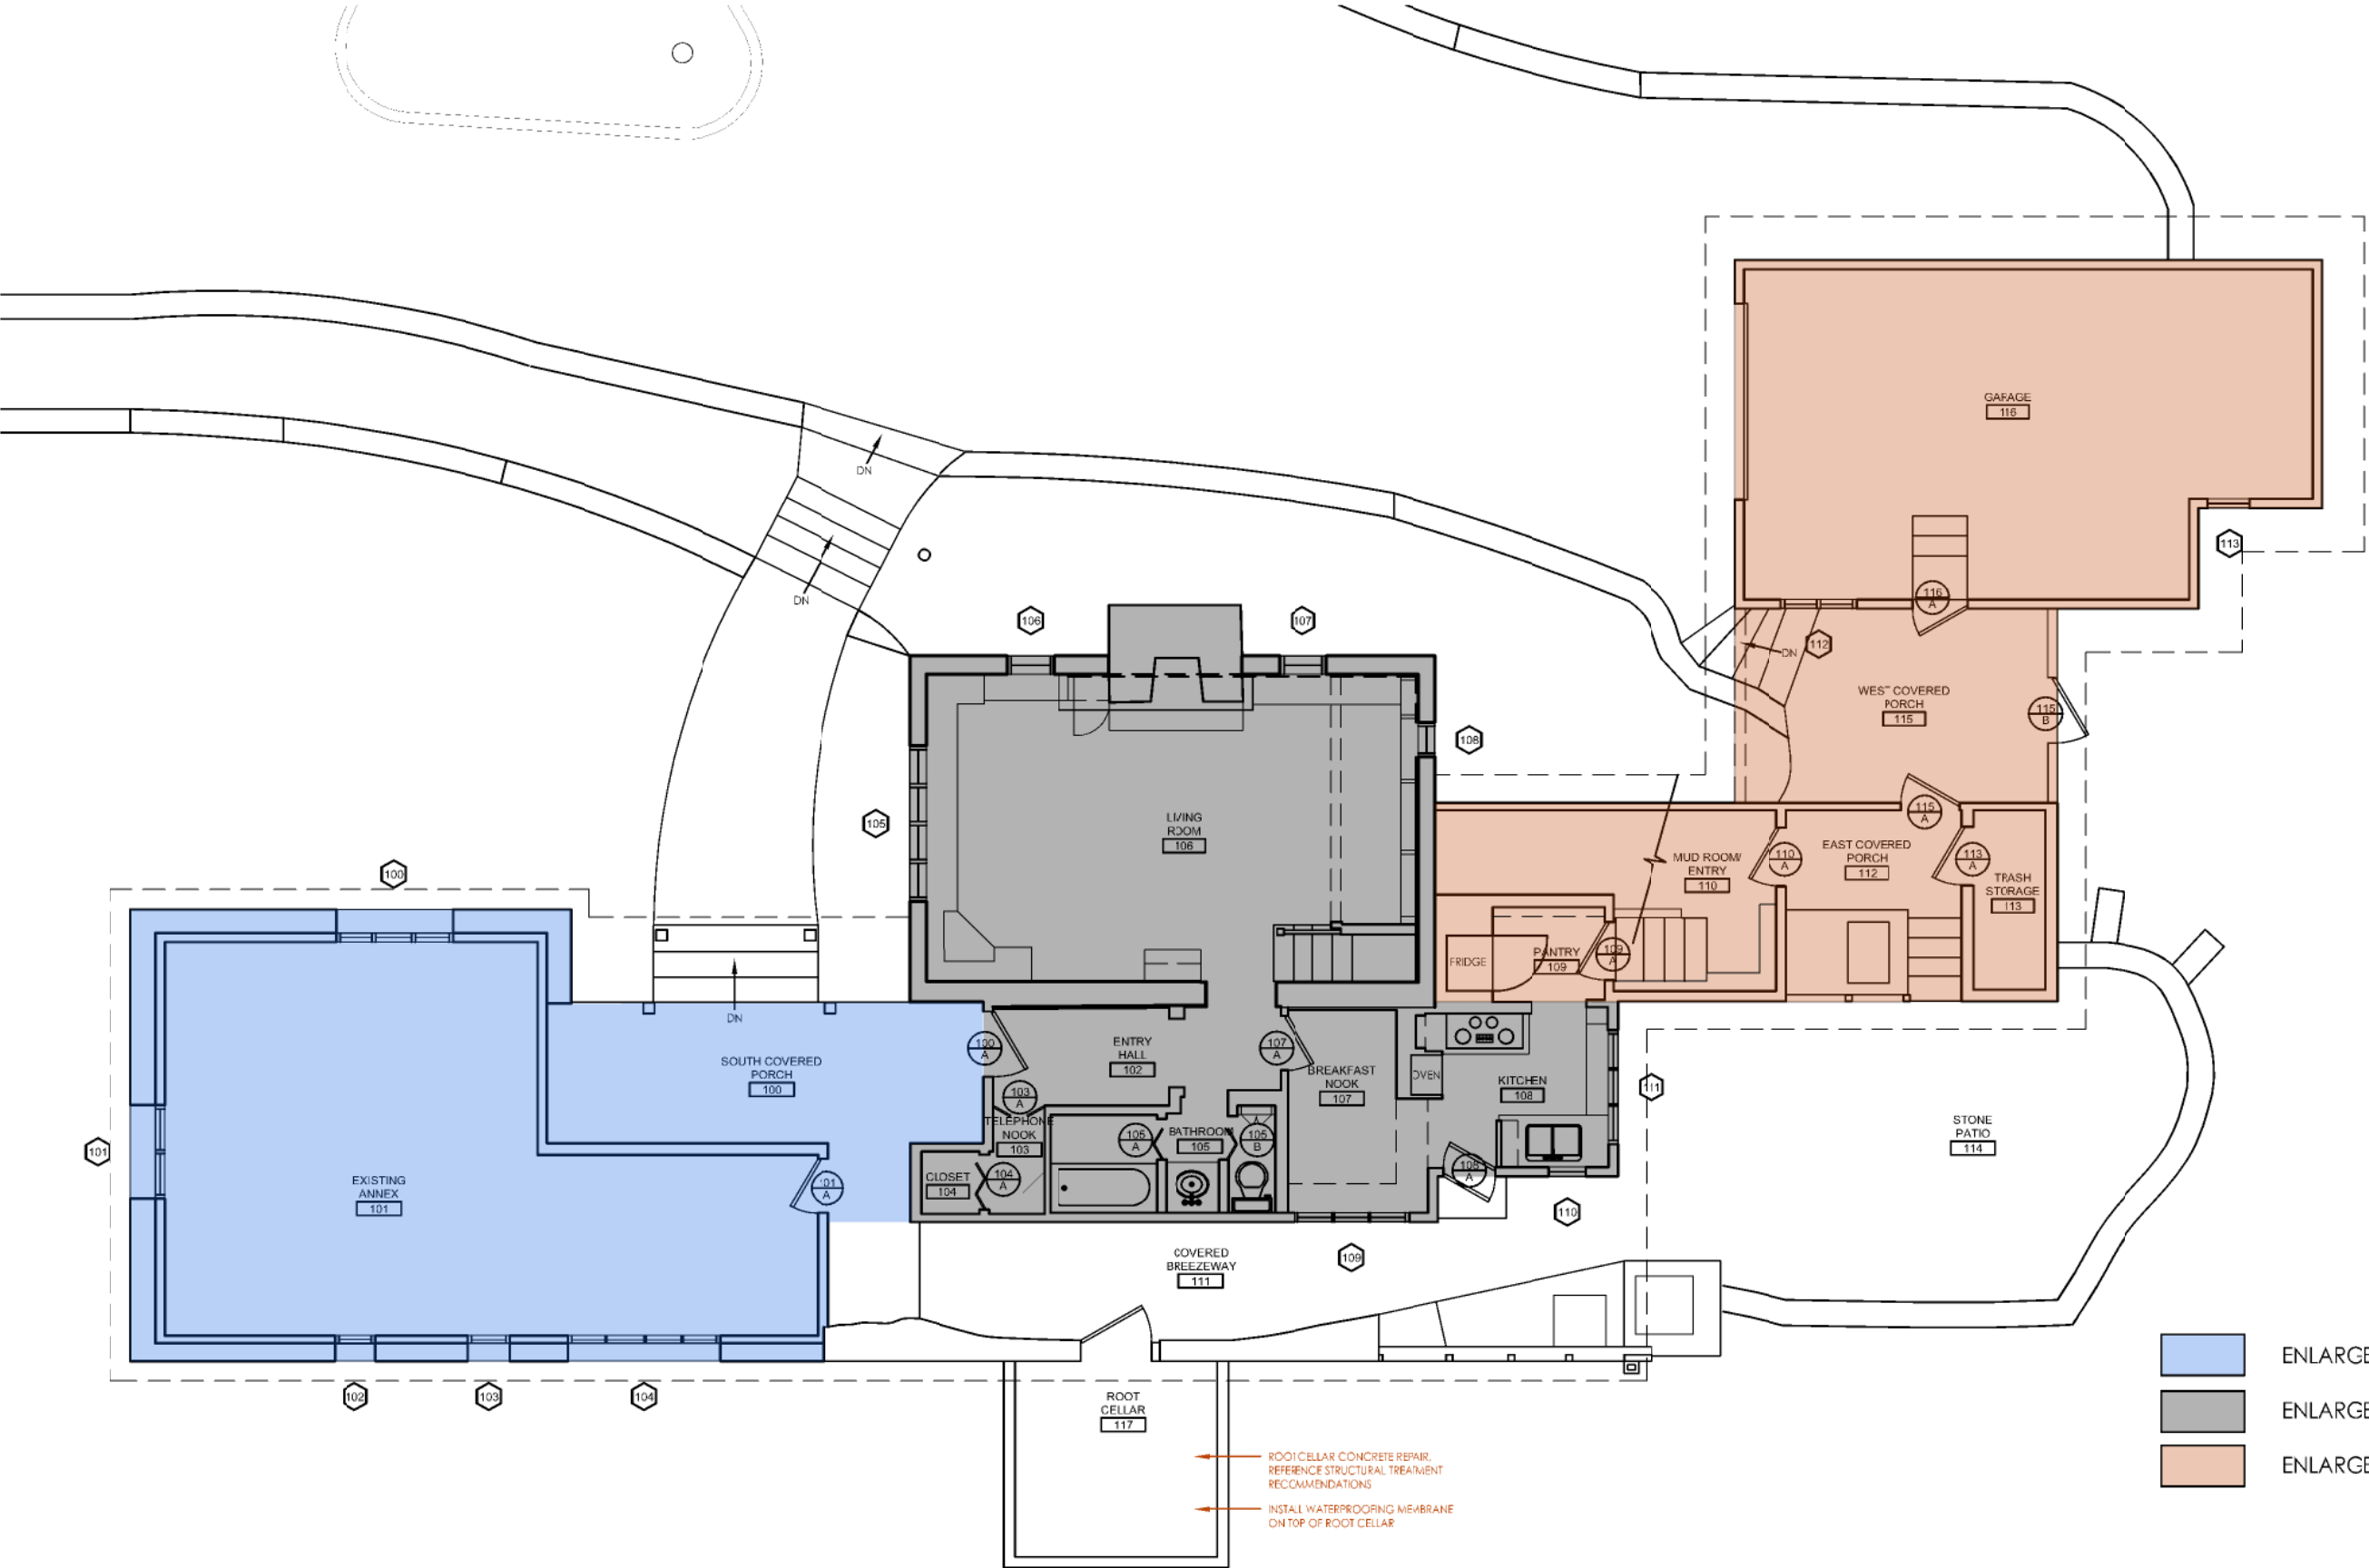 DN
GARAGE
116
113
DN
116
A
106
107
112
DN
WEST COVERED
PORCH
115
115
B
108
105
LIVING
ROOM
106
115
A
MUD ROOM/
ENTRY
110
110
A
EAST COVERED
PORCH
112
113
A
TRASH
STORAGE
113
100
FRIDGE
PANTRY
109
109
A
DN
SOUTH COVERED
PORCH
100
100
A
ENTRY
HALL
102
107
A
BREAKFAST
NOOK
107
OVEN
KITCHEN
108
111
103
A
TELEPHONE
NOOK
103
105
A
BATHROOM
105
105
B
STONE
PATIO
114
101
EXISTING
ANNEX
101
101
A
CLOSET
104
104
A
108
A
110
COVERED
BREEZEWAY
111
109
102
103
104
ROOT
CELLAR
117
ROOT CELLAR CONCRETE REPAIR,
REFERENCE STRUCTURAL TREATMENT
RECOMMENDATIONS
INSTALL WATERPROOFING MEMBRANE
ON TOP OF ROOT CELLAR
ENLARGE
ENLARGE
ENLARGE